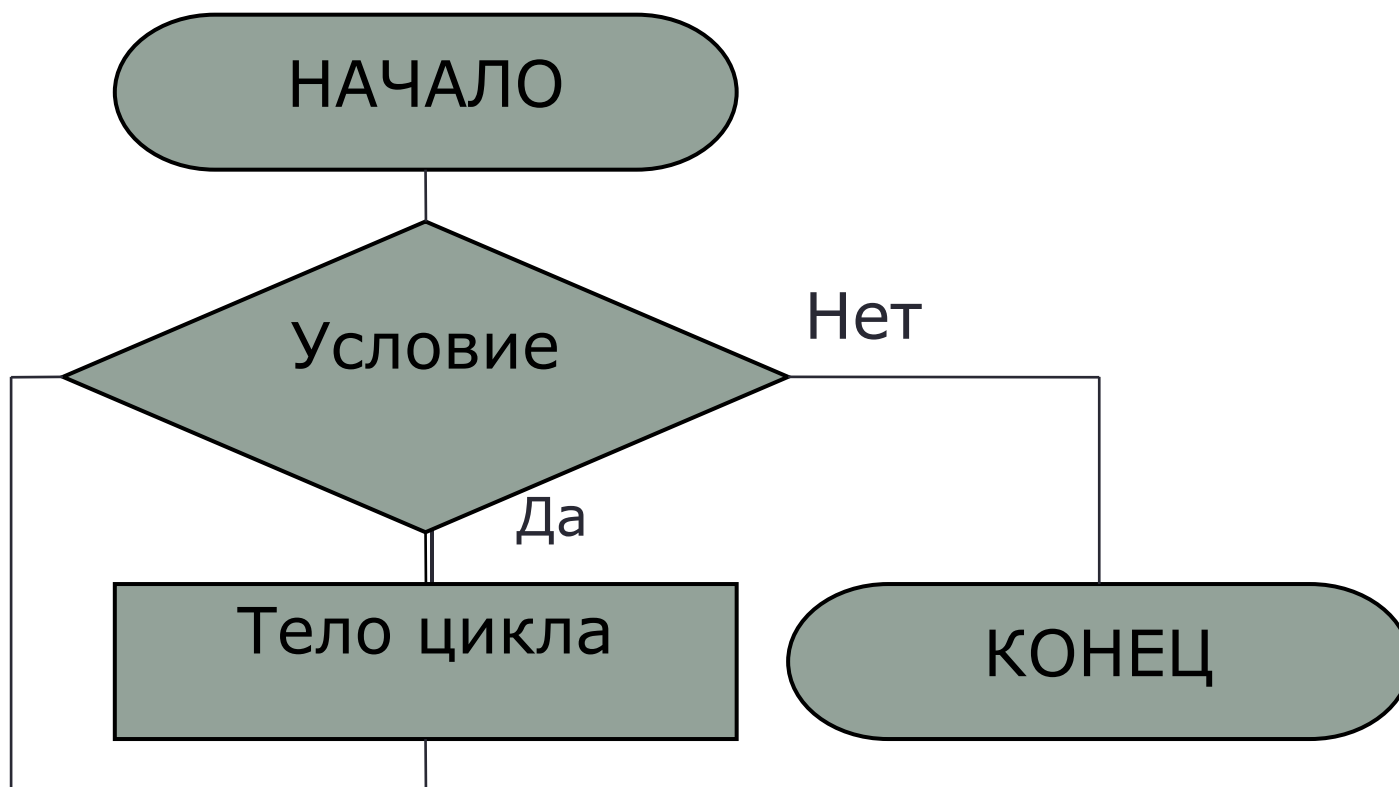 НАЧАЛО
Условие
Нет
Да
Тело цикла
КОНЕЦ